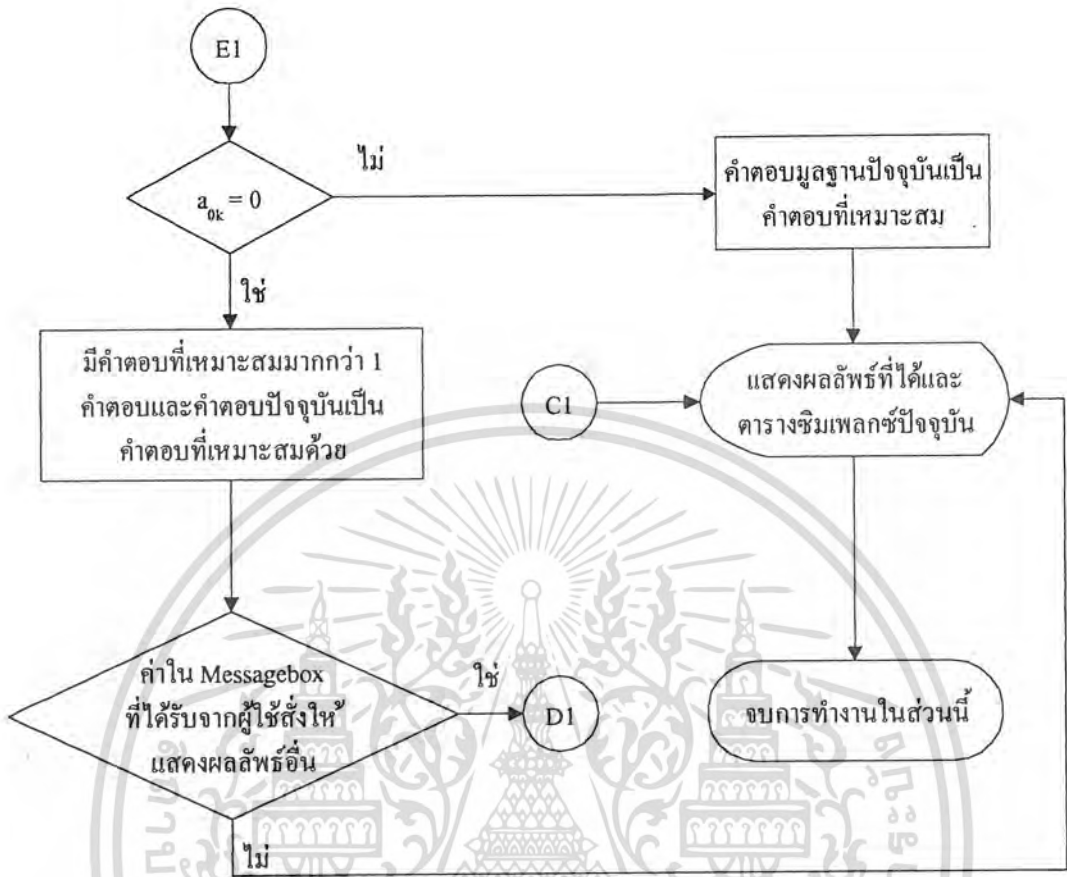 E1
ไม่
a0k = 0
คำตอบมูลฐานปัจจุบันเป็น
คำตอบที่เหมาะสม
ใช่
มีคำตอบที่เหมาะสมมากกว่า 1
คำตอบและคำตอบปัจจุบันเป็น
คำตอบที่เหมาะสมด้วย
C1
แสดงผลลัพธ์ที่ได้และ
ตารางซิมเพลกซ์ปัจจุบัน
ค่าใน Messagebox
ที่ได้รับจากผู้ใช้สั่งให้
แสดงผลลัพธ์อื่น
ใช่
D1
จบการทำงานในส่วนนี้
ไม่